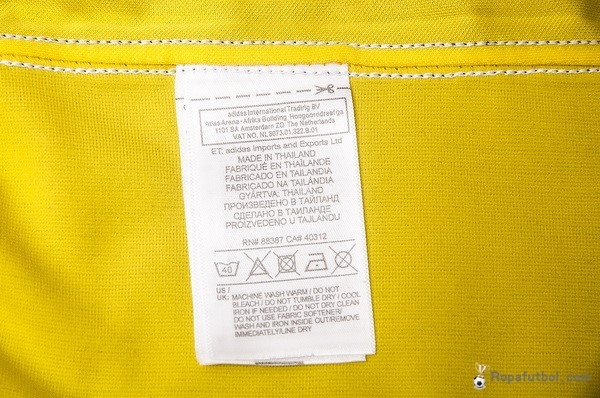 adidas International Trading BV
Atlas Arena - Afrika Building Hoogoorddreef 9a
1101 BA Amsterdam ZO The Netherlands
VAT NO. NL 8073.01.322.B.01
ET: adidas Imports and Exports Ltd
MADE IN THAILAND
FABRIQUÉ EN THAÏLANDE
FABRICADO EN TAILANDIA
FABRICADO NA TAILÂNDIA
GYÁRTVA: THAILAND
ПРОИЗВЕДЕНО В ТАЙЛАНД
СДЕЛАНО В ТАИЛАНДЕ
PROIZVEDENO U TAJLANDU
RN# 88387 CA# 40312
40
US /
UK: MACHINE WASH WARM / DO NOT
BLEACH / DO NOT TUMBLE DRY / COOL
IRON IF NEEDED / DO NOT DRY CLEAN
DO NOT USE FABRIC SOFTENER/
WASH AND IRON INSIDE OUT/REMOVE
IMMEDIATELY/LINE DRY
Ropafutbol.com